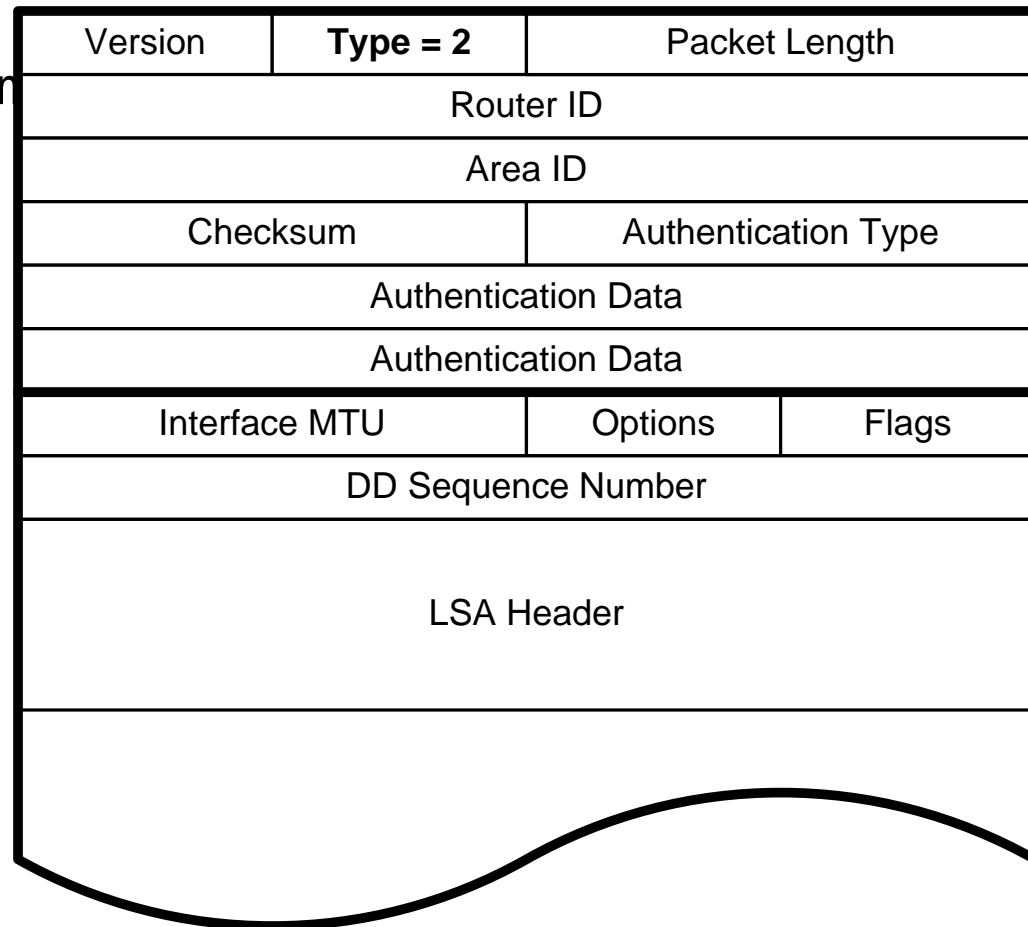 Version Type = 2 Packet Length
Router ID
Area ID
Checksum Authentication Type
Authentication Data
Authentication Data
Interface MTU Options Flags
DD Sequence Number
LSA Header